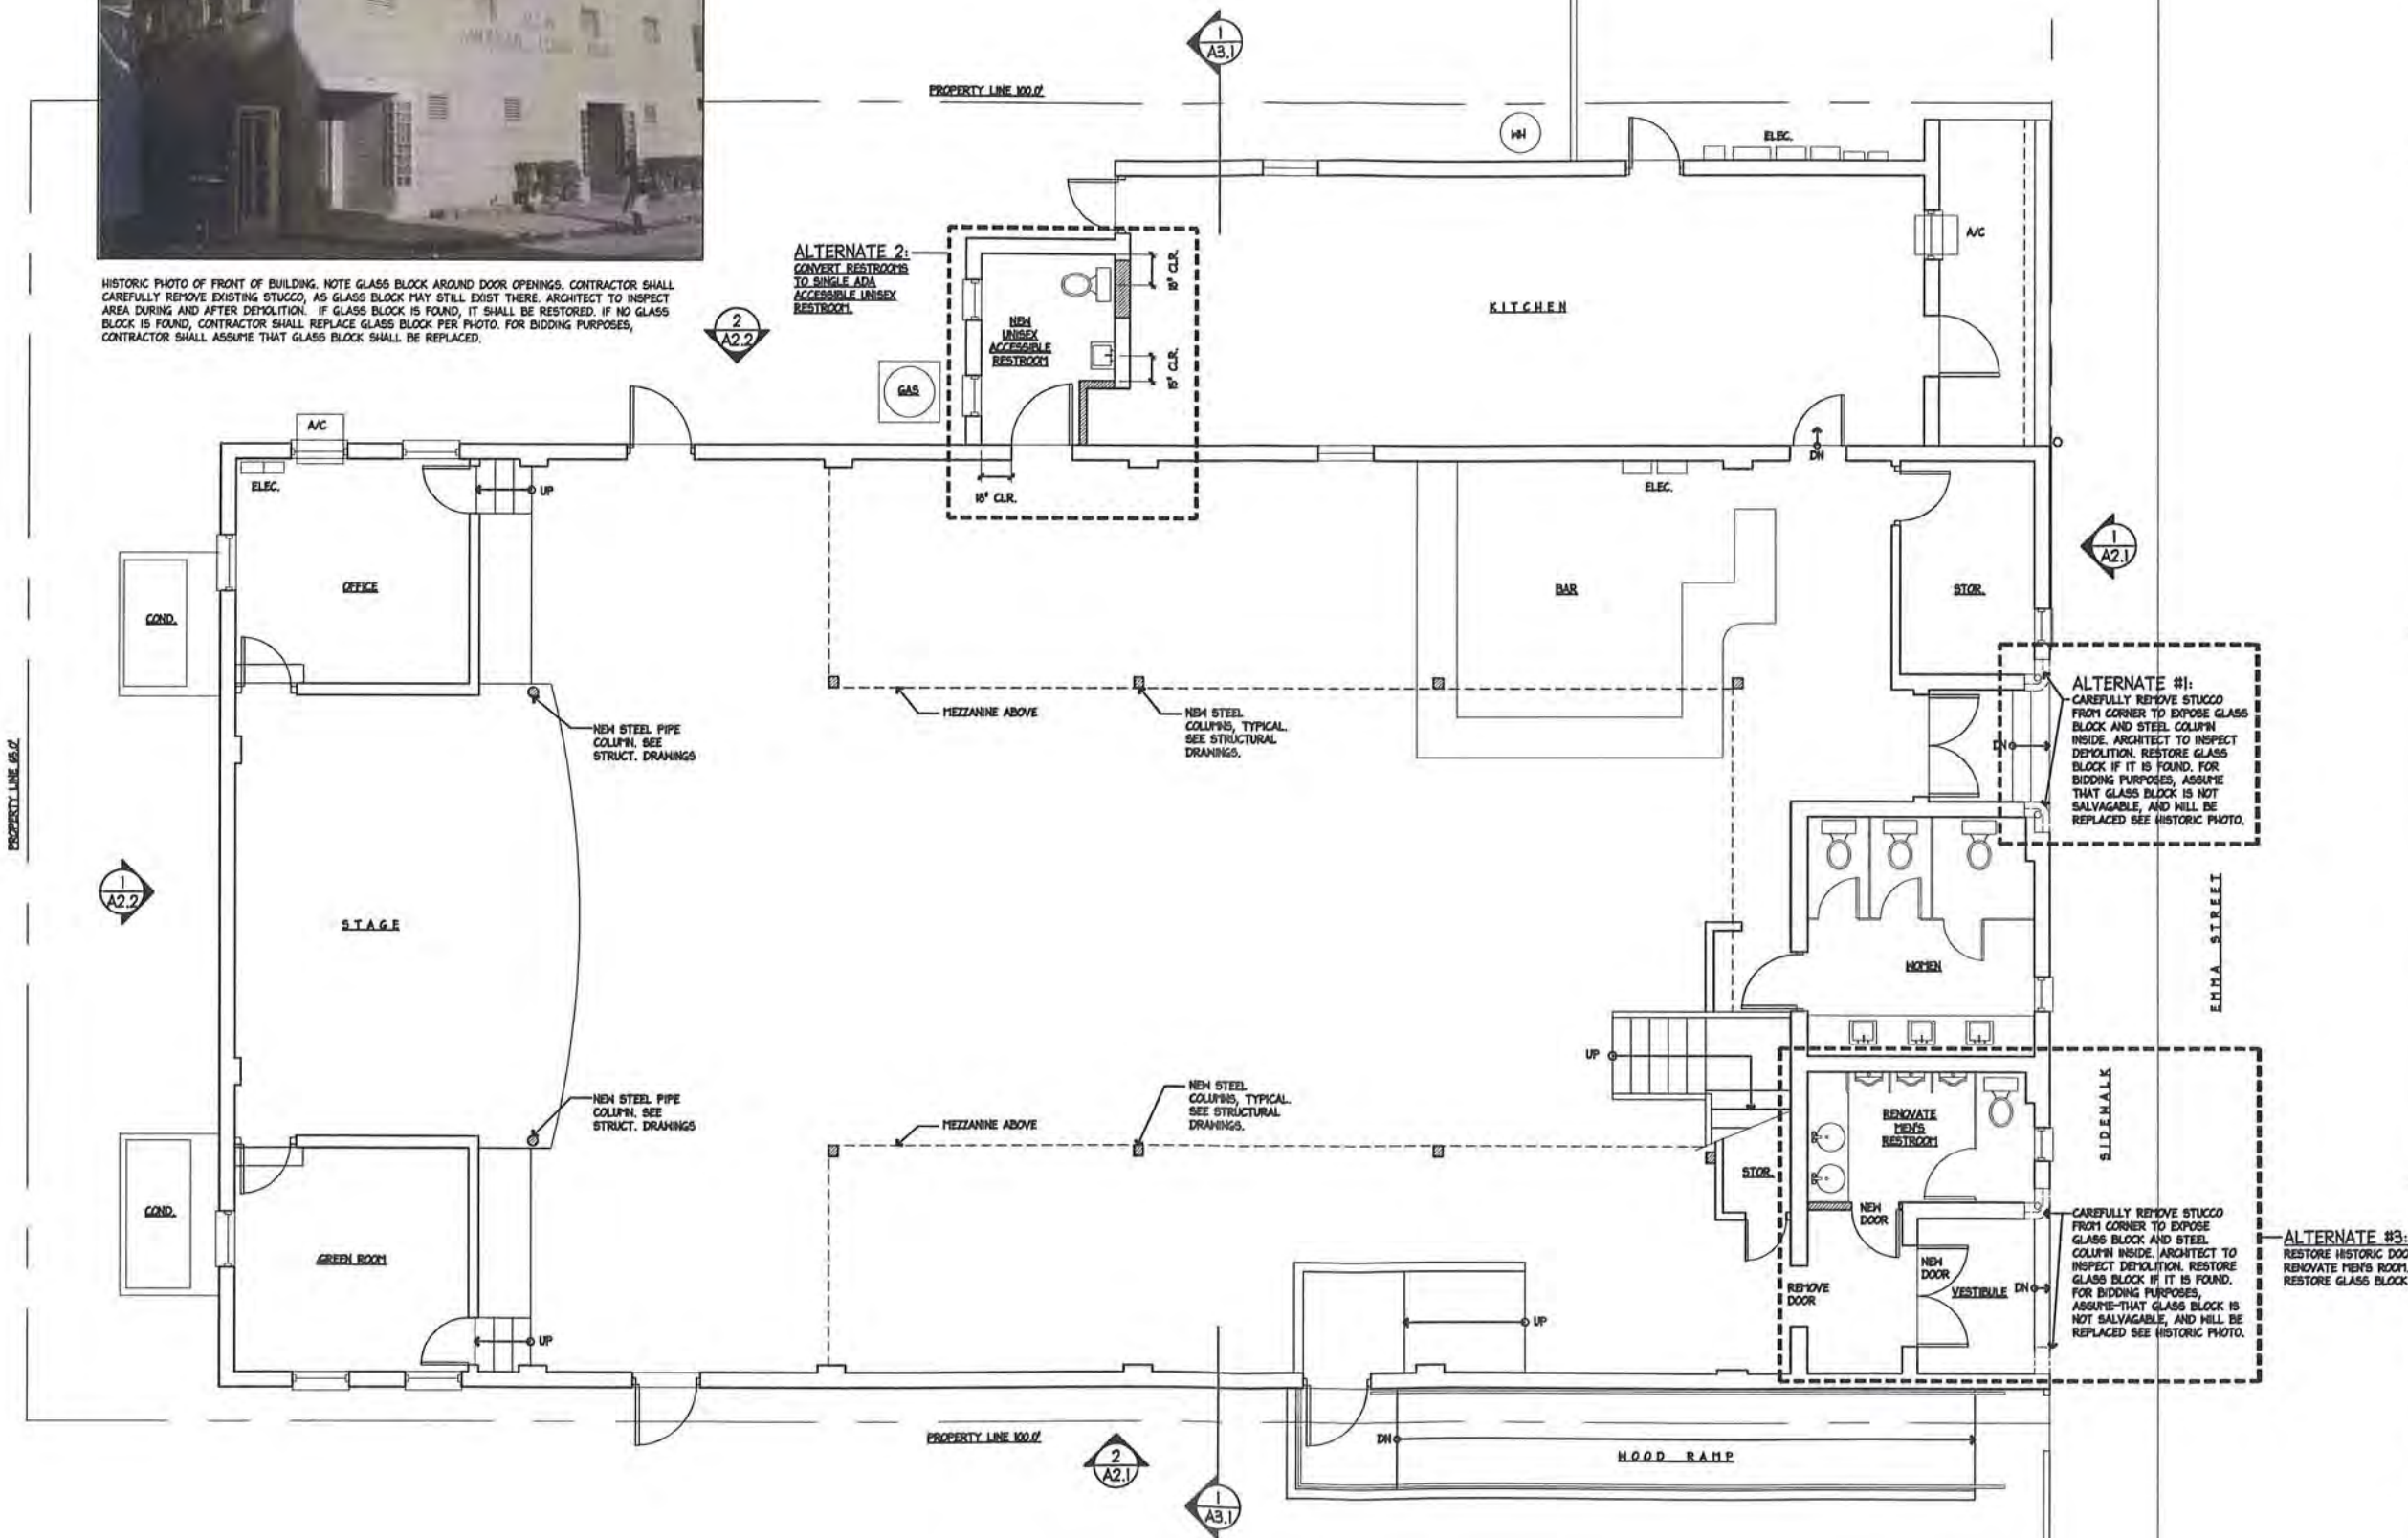 1
A3.1
PROPERTY LINE 100.0'
WH
ELEC.
A/C
HISTORIC PHOTO OF FRONT OF BUILDING. NOTE GLASS BLOCK AROUND DOOR OPENINGS. CONTRACTOR SHALL
CAREFULLY REMOVE EXISTING STUCCO, AS GLASS BLOCK MAY STILL EXIST THERE. ARCHITECT TO INSPECT
AREA DURING AND AFTER DEMOLITION. IF GLASS BLOCK IS FOUND, IT SHALL BE RESTORED. IF NO GLASS
BLOCK IS FOUND, CONTRACTOR SHALL REPLACE GLASS BLOCK PER PHOTO. FOR BIDDING PURPOSES,
CONTRACTOR SHALL ASSUME THAT GLASS BLOCK SHALL BE REPLACED.
ALTERNATE 2:
CONVERT RESTROOMS
TO SINGLE ADA
ACCESSIBLE UNISEX
RESTROOM.
2
A2.2
NEW
UNISEX
ACCESSIBLE
RESTROOM
18" CLR.
15" CLR.
KITCHEN
GAS
A/C
ELEC.
UP
18" CLR.
ELEC.
DN
OFFICE
COND.
BAR
STOR.
1
A2.1
NEW STEEL PIPE
COLUMN. SEE
STRUCT. DRAWINGS
MEZZANINE ABOVE
NEW STEEL
COLUMNS, TYPICAL.
SEE STRUCTURAL
DRAWINGS.
ALTERNATE #1:
CAREFULLY REMOVE STUCCO
FROM CORNER TO EXPOSE GLASS
BLOCK AND STEEL COLUMN
INSIDE. ARCHITECT TO INSPECT
DEMOLITION. RESTORE GLASS
BLOCK IF IT IS FOUND. FOR
BIDDING PURPOSES, ASSUME
THAT GLASS BLOCK IS NOT
SALVAGABLE, AND WILL BE
REPLACED SEE HISTORIC PHOTO.
DN
PROPERTY LINE 65.0'
1
A2.2
STAGE
WOMEN
EMMA STREET
UP
SIDEWALK
NEW STEEL PIPE
COLUMN. SEE
STRUCT. DRAWINGS
MEZZANINE ABOVE
NEW STEEL
COLUMNS, TYPICAL.
SEE STRUCTURAL
DRAWINGS.
RENOVATE
MEN'S
RESTROOM
STOR.
COND.
GREEN ROOM
NEW
DOOR
NEW
DOOR
VESTIBULE
DN
REMOVE
DOOR
CAREFULLY REMOVE STUCCO
FROM CORNER TO EXPOSE
GLASS BLOCK AND STEEL
COLUMN INSIDE. ARCHITECT TO
INSPECT DEMOLITION. RESTORE
GLASS BLOCK IF IT IS FOUND.
FOR BIDDING PURPOSES,
ASSUME THAT GLASS BLOCK IS
NOT SALVAGABLE, AND WILL BE
REPLACED SEE HISTORIC PHOTO.
ALTERNATE #3:
RESTORE HISTORIC DOO
RENOVATE MEN'S ROOM
RESTORE GLASS BLOCK
UP
UP
PROPERTY LINE 100.0'
2
A2.1
DN
WOOD RAMP
1
A3.1